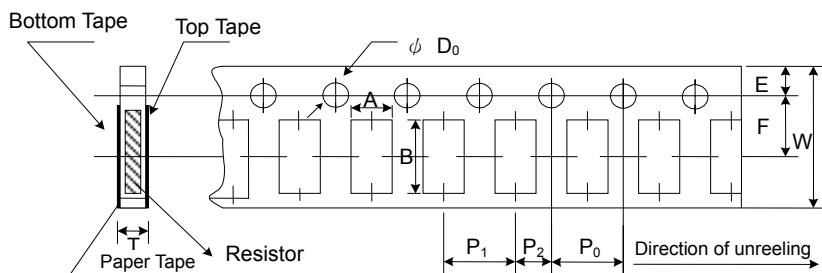 Bottom Tape
Top Tape
ψ D₀
A
E
F
W
B
T
Paper Tape
Resistor
P₁
P₂
P₀
Direction of unreeling